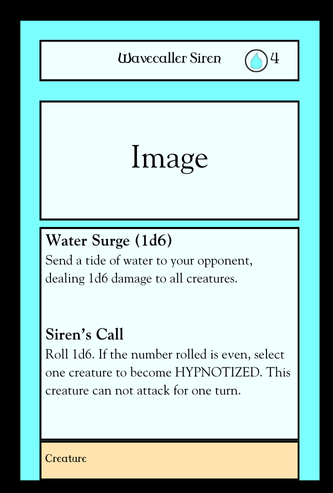 Wavecaller Siren 4
Image
Water Surge (1d6)
Send a tide of water to your opponent,
dealing 1d6 damage to all creatures.
Siren's Call
Roll 1d6. If the number rolled is even, select
one creature to become HYPNOTIZED. This
creature can not attack for one turn.
Creature